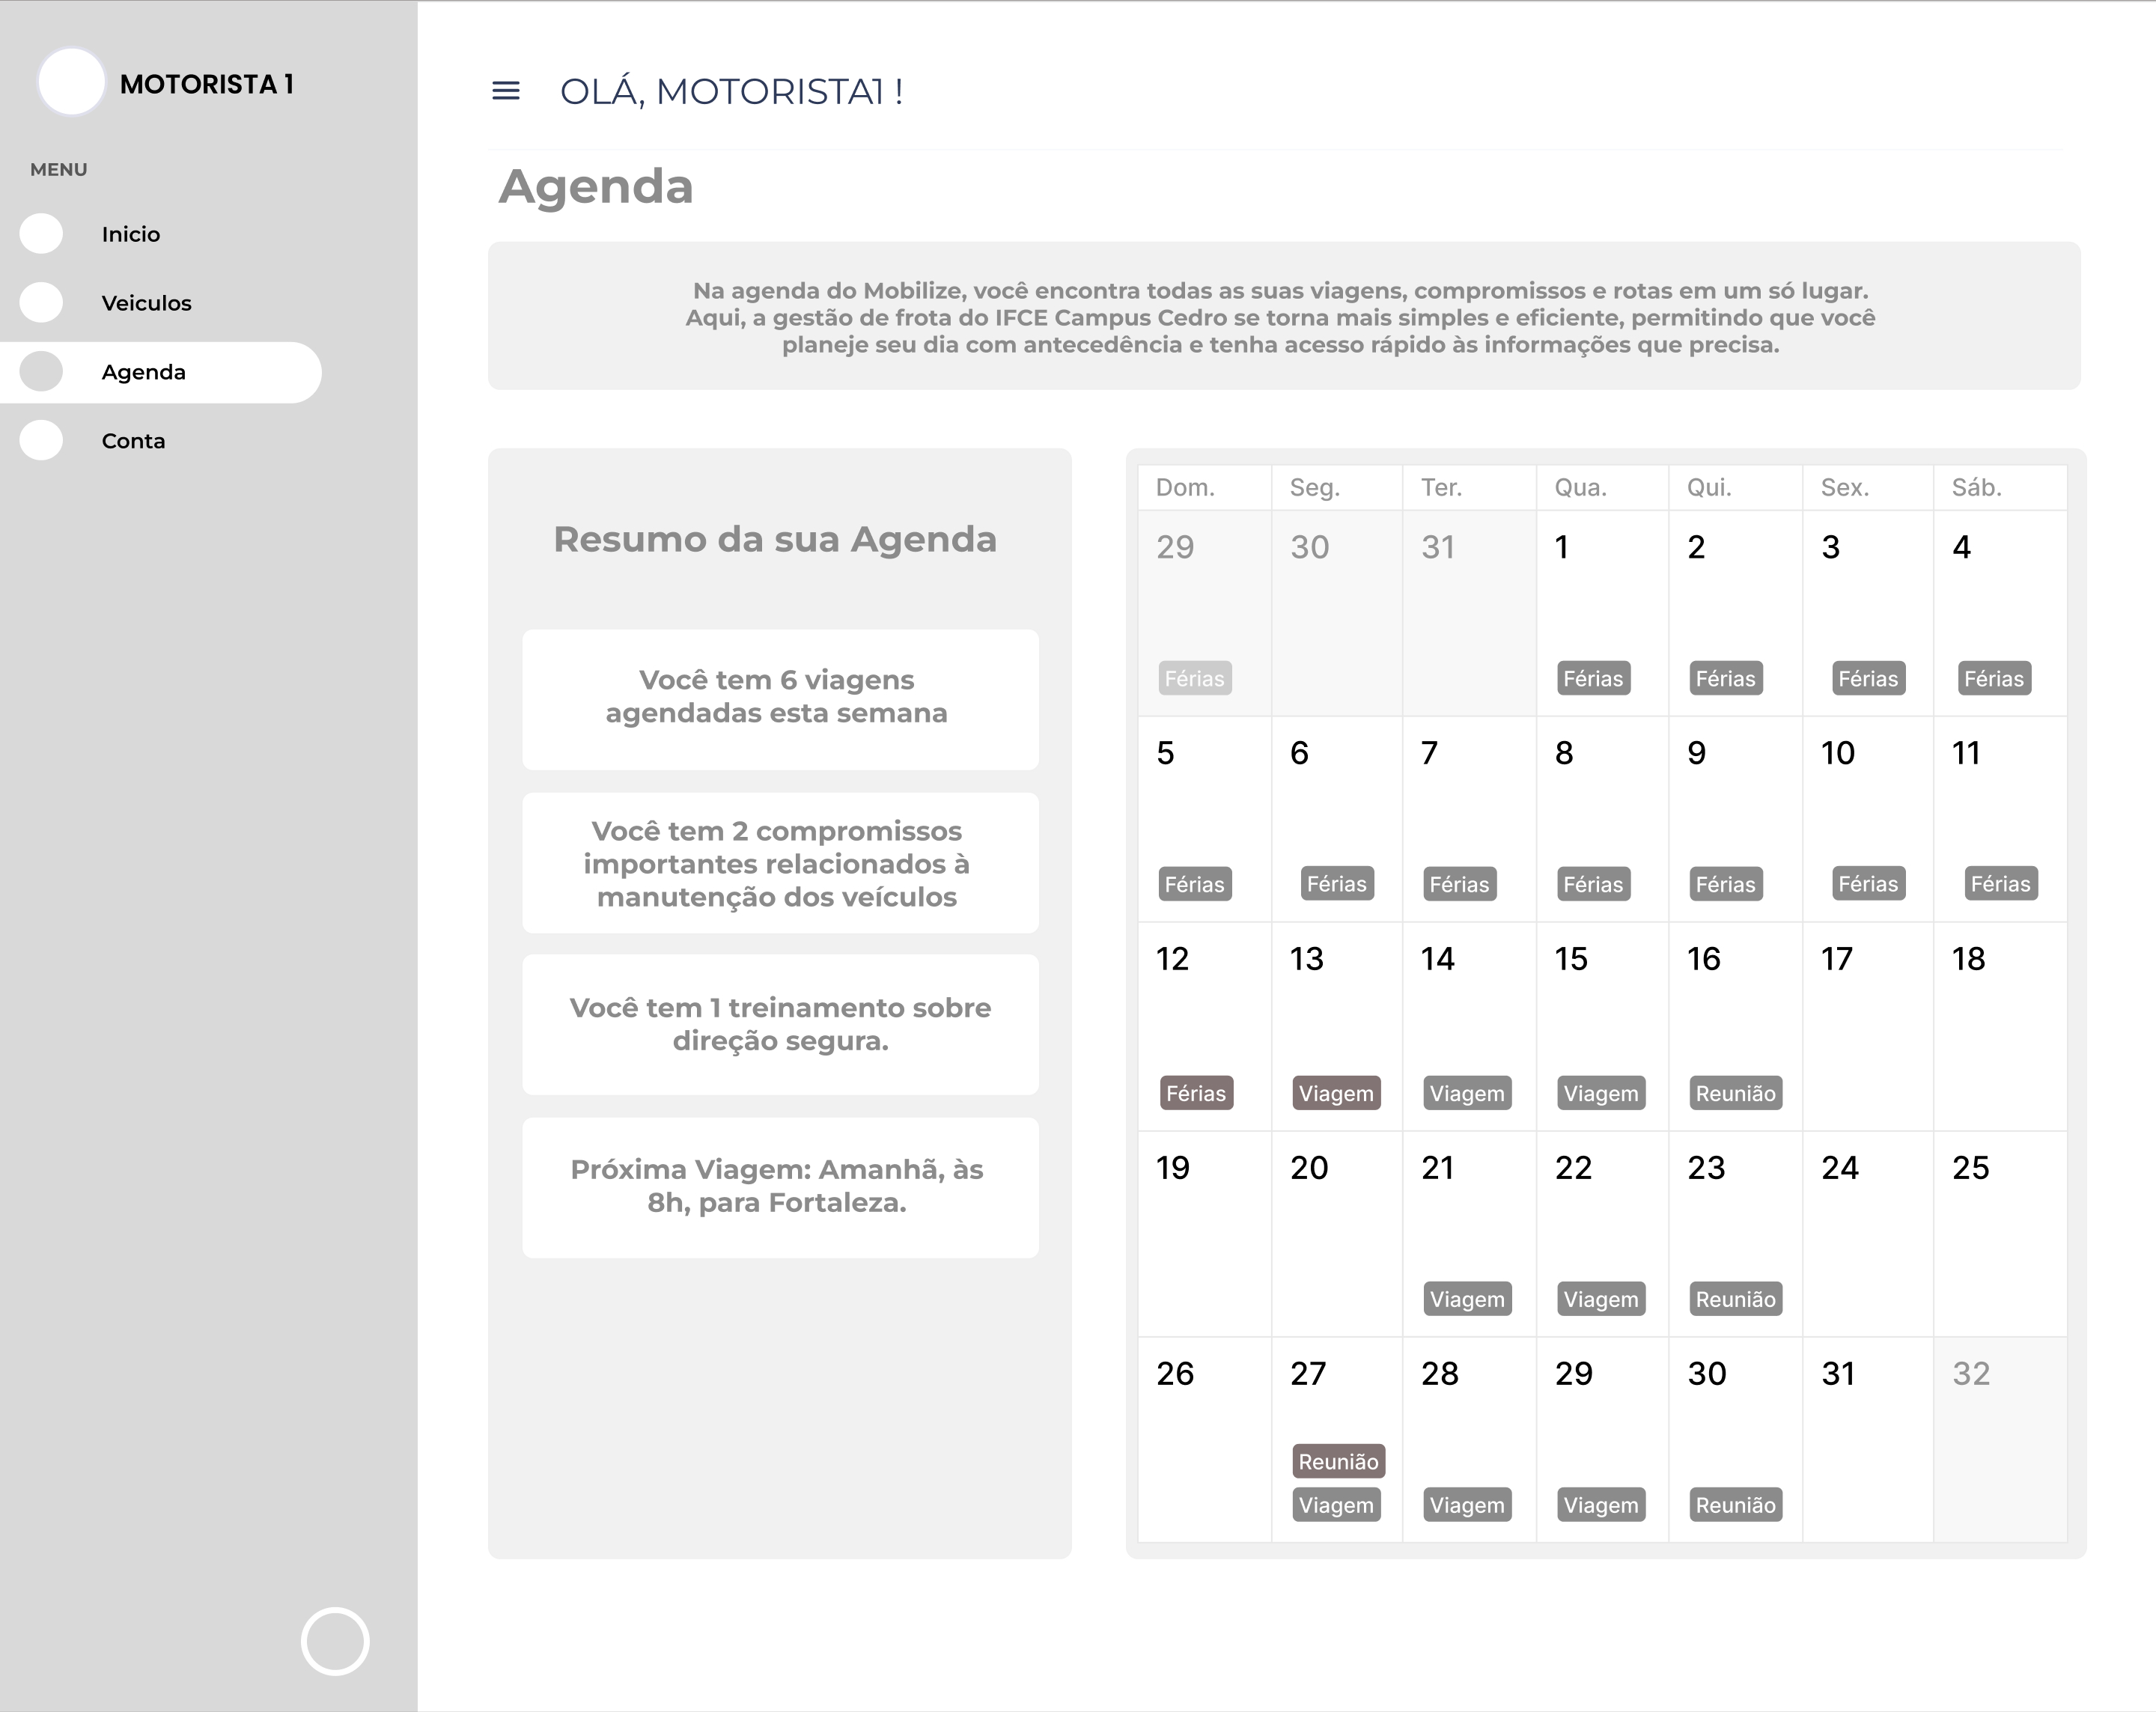 MOTORISTA 1
MENU
Inicio
Veiculos
Agenda
Conta
OLÁ, MOTORISTA1 !
Agenda
Na agenda do Mobilize, você encontra todas as suas viagens, compromissos e rotas em um só lugar.
Aqui, a gestão de frota do IFCE Campus Cedro se torna mais simples e eficiente, permitindo que você
planeje seu dia com antecedência e tenha acesso rápido às informações que precisa.
Resumo da sua Agenda
Você tem 6 viagens
agendadas esta semana
Você tem 2 compromissos
importantes relacionados à
manutenção dos veículos
Você tem 1 treinamento sobre
direção segura.
Próxima Viagem: Amanhã, às
8h, para Fortaleza.
Dom. Seg. Ter. Qua. Qui. Sex. Sáb.
29 30 31 1 2 3 4
Férias Férias Férias Férias Férias
5 6 7 8 9 10 11
Férias Férias Férias Férias Férias Férias Férias
12 13 14 15 16 17 18
Férias Viagem Viagem Viagem Reunião
19 20 21 22 23 24 25
Viagem Viagem Reunião
26 27 28 29 30 31 32
Reunião
Viagem Viagem Viagem Reunião